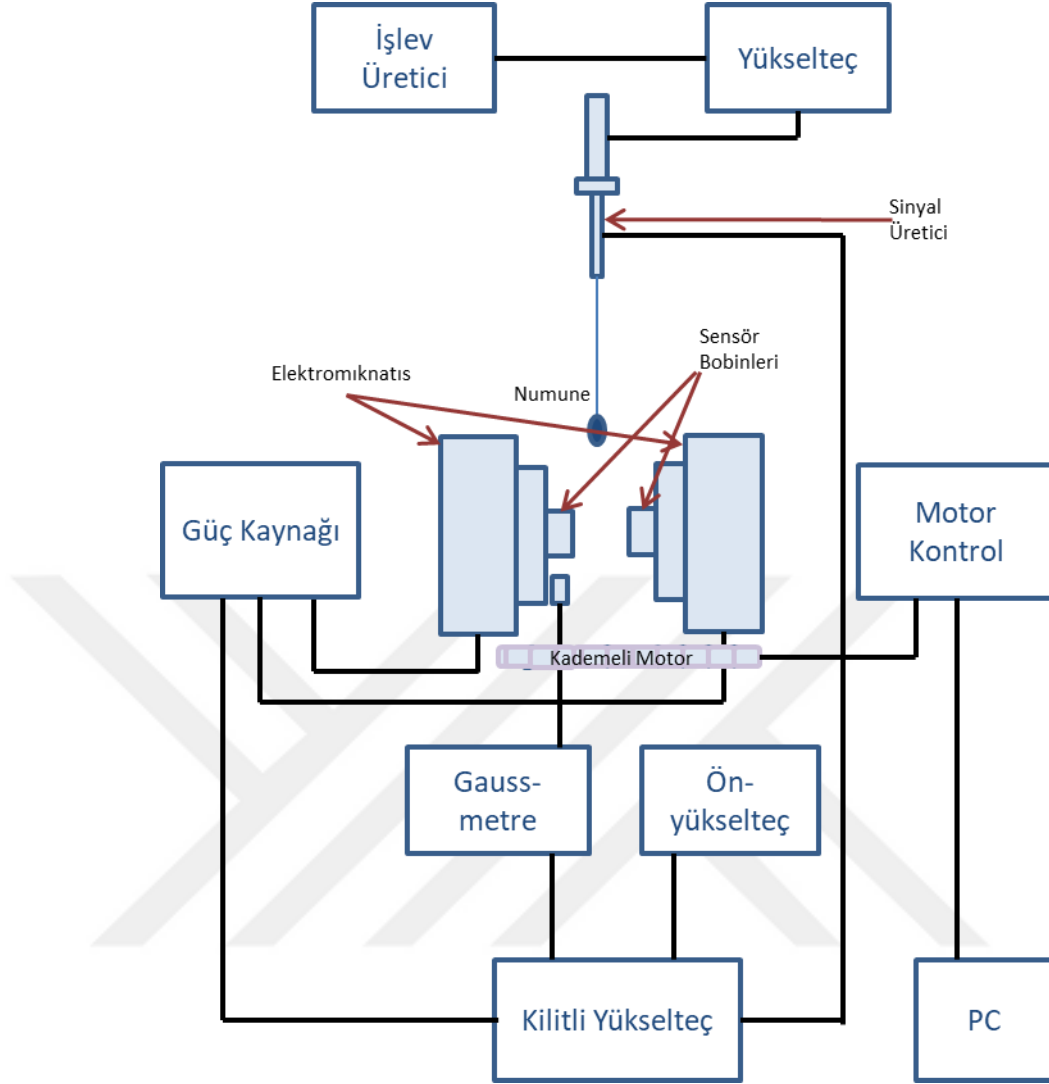 İşlev
Üretici
Yükselteç
Sinyal
Üretici
Sensör
Bobinleri
Elektromıknatıs
Numune
Güç Kaynağı
Motor
Kontrol
Kademeli Motor
Gauss-
metre
Ön-
yükselteç
Kilitli Yükselteç
PC